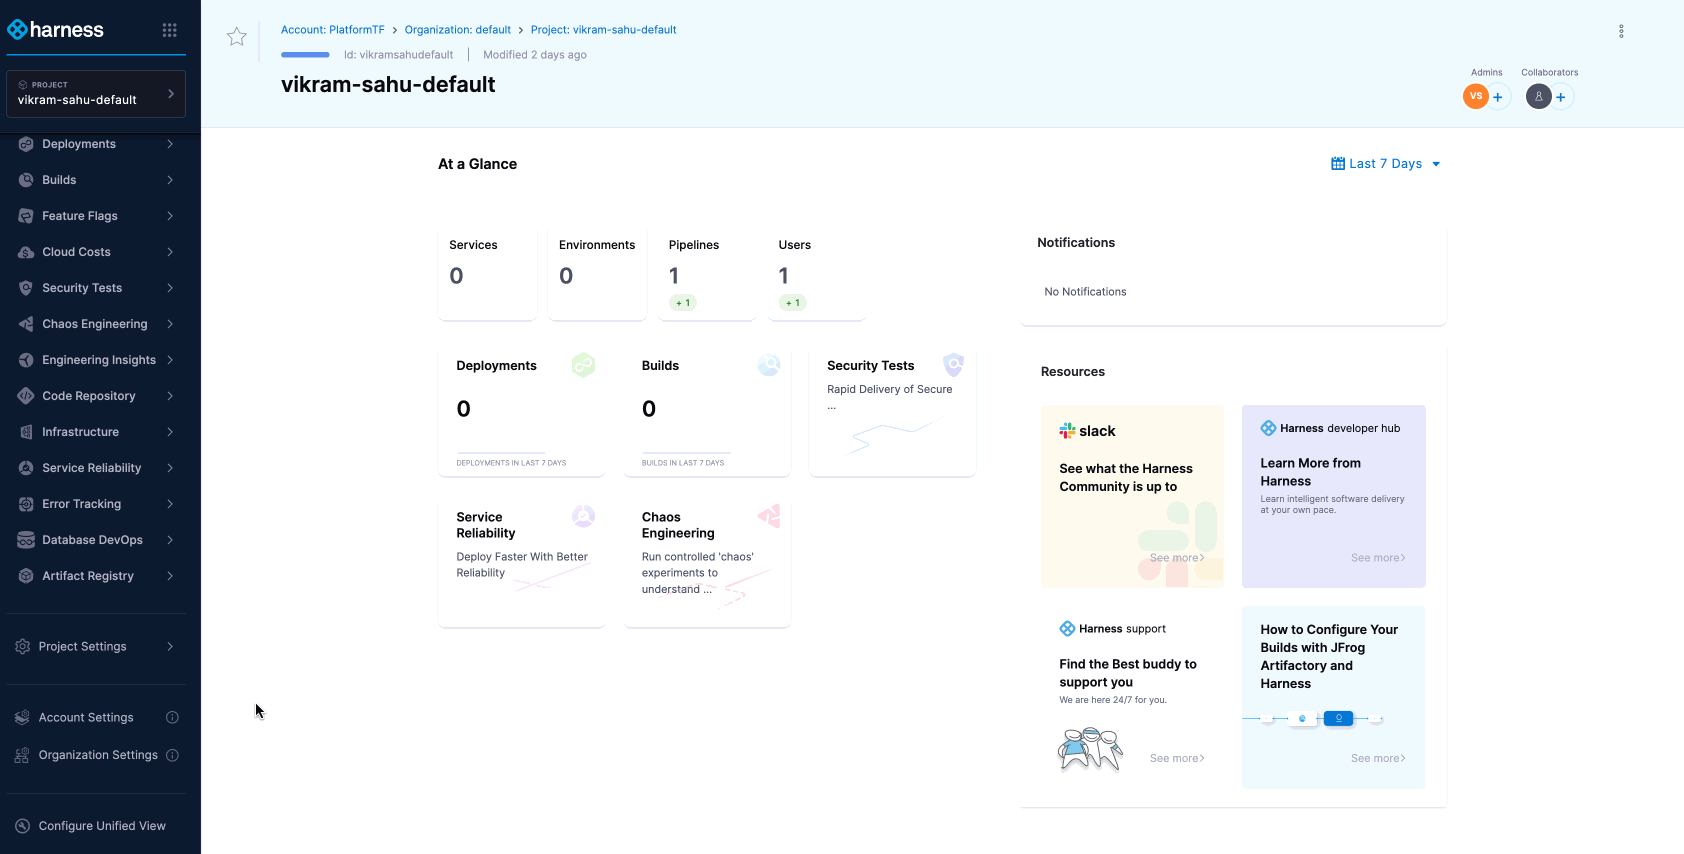 harness
PROJECT
vikram-sahu-default
Deployments
Builds
Feature Flags
Cloud Costs
Security Tests
Chaos Engineering
Engineering Insights
Code Repository
Infrastructure
Service Reliability
Error Tracking
Database DevOps
Artifact Registry
Project Settings
Account Settings
Organization Settings
Configure Unified View
Account: PlatformTF > Organization: default > Project: vikram-sahu-default
Id: vikramsahudefault | Modified 2 days ago
vikram-sahu-default
Admins
VS +
Collaborators
+
At a Glance
Last 7 Days
Services
0
Environments
0
Pipelines
1
+ 1
Users
1
+ 1
Deployments
0
DEPLOYMENTS IN LAST 7 DAYS
Builds
0
BUILDS IN LAST 7 DAYS
Security Tests
Rapid Delivery of Secure
...
Service
Reliability
Deploy Faster With Better
Reliability
Chaos
Engineering
Run controlled 'chaos'
experiments to
understand ...
Notifications
No Notifications
Resources
slack
See what the Harness
Community is up to
See more>
Harness developer hub
Learn More from
Harness
Learn intelligent software delivery
at your own pace.
See more>
Harness support
Find the Best buddy to
support you
We are here 24/7 for you.
See more>
How to Configure Your
Builds with JFrog
Artifactory and
Harness
See more>